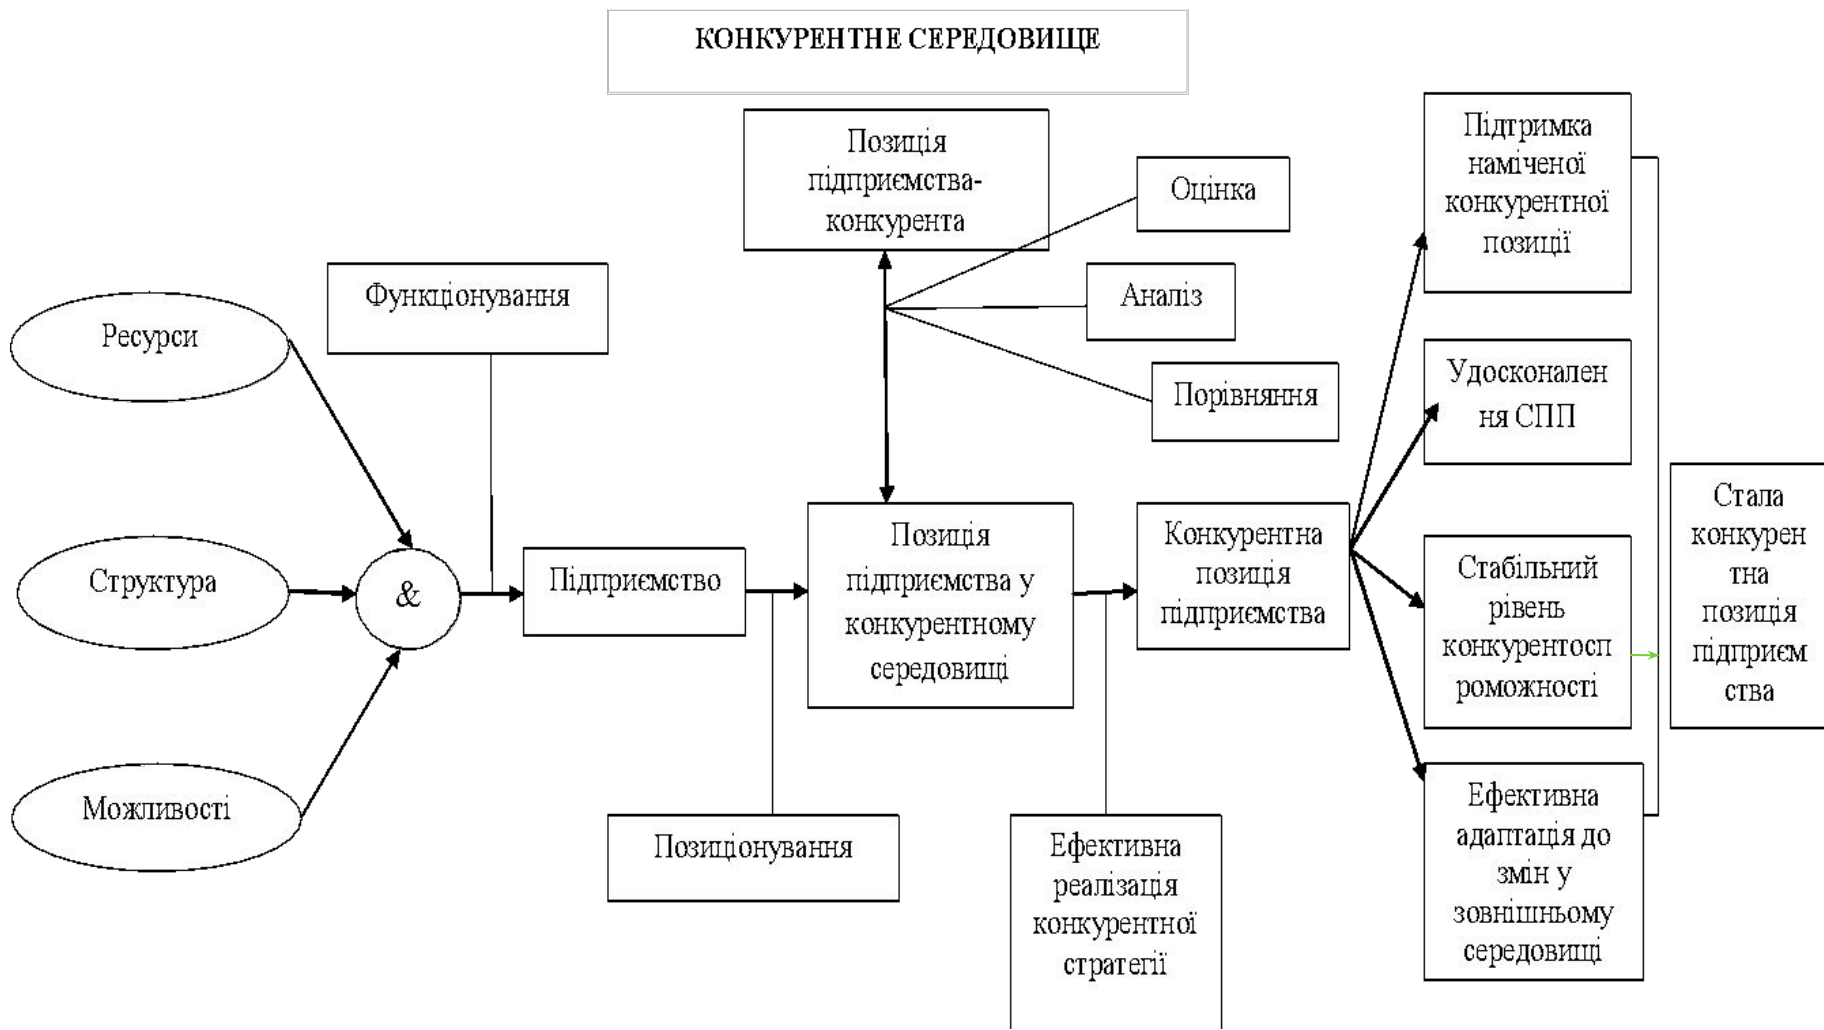 КОНКУРЕНТНЕ СЕРЕДОВИЩЕ
Позиція
підприємства-
конкурента
Оцінка
Аналіз
Порівняння
Підтримка
наміченої
конкурентної
позиції
Функціонування
Ресурси
Удосконален
ня СПП
Структура
&
Підприємство
Позиція
підприємства у
конкурентному
середовищі
Конкурентна
позиція
підприємства
Стабільний
рівень
конкурентосп
роможності
Стала
конкурен
тна
позиція
підприєм
ства
Можливості
Позиціонування
Ефективна
реалізація
конкурентної
стратегії
Ефективна
адаптація до
змін у
зовнішньому
середовищі